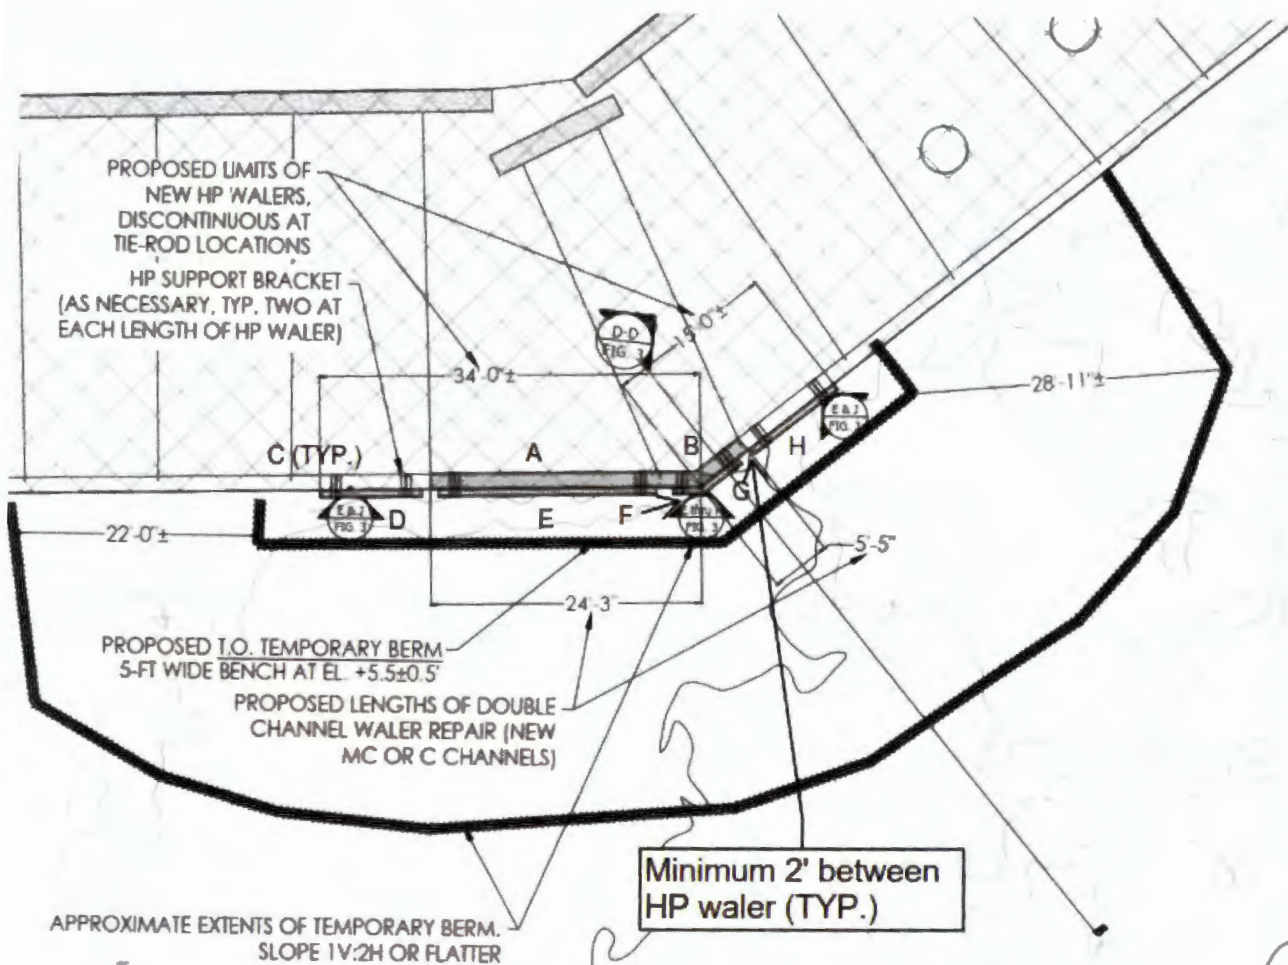 PROPOSED LIMITS OF
NEW HP WALERS,
DISCONTINUOUS AT
TIE-ROD LOCATIONS
HP SUPPORT BRACKET
(AS NECESSARY, TYP. TWO AT
EACH LENGTH OF HP WALER)
D-D
FIG. 3
15'-0"±
34'-0"±
28'-11"±
E & J
FIG. 3
C (TYP.)
A
B
H
G
E & J
FIG. 3
D
E
F
FIG. 3
22'-0"±
5'-5"
24'-3"
PROPOSED T.O. TEMPORARY BERM
5-FT WIDE BENCH AT EL. +5.5±0.5'
PROPOSED LENGTHS OF DOUBLE
CHANNEL WALER REPAIR (NEW
MC OR C CHANNELS)
Minimum 2' between
HP waler (TYP.)
APPROXIMATE EXTENTS OF TEMPORARY BERM.
SLOPE 1V:2H OR FLATTER